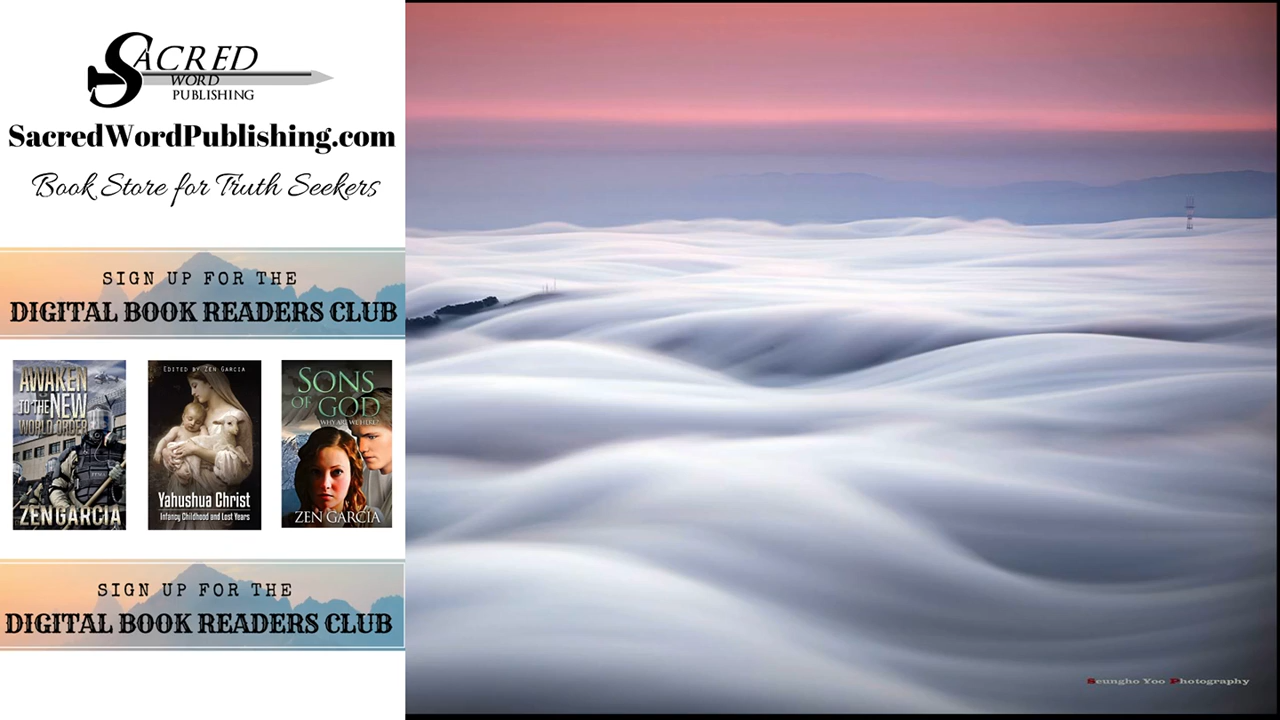 SACRED
WORD
PUBLISHING
SacredWordPublishing.com
Book Store for Truth Seekers
SIGN UP FOR THE
DIGITAL BOOK READERS CLUB
AWAKEN
TO THE NEW
WORLD ORDER
ZEN GARCIA
EDITED BY ZEN GARCIA
Yahushua Christ
Infancy Childhood and Lost Years
SONS
OF GOD
WHY ARE WE HERE?
ZEN GARCIA
SIGN UP FOR THE
DIGITAL BOOK READERS CLUB
Seungho Yoo Photography